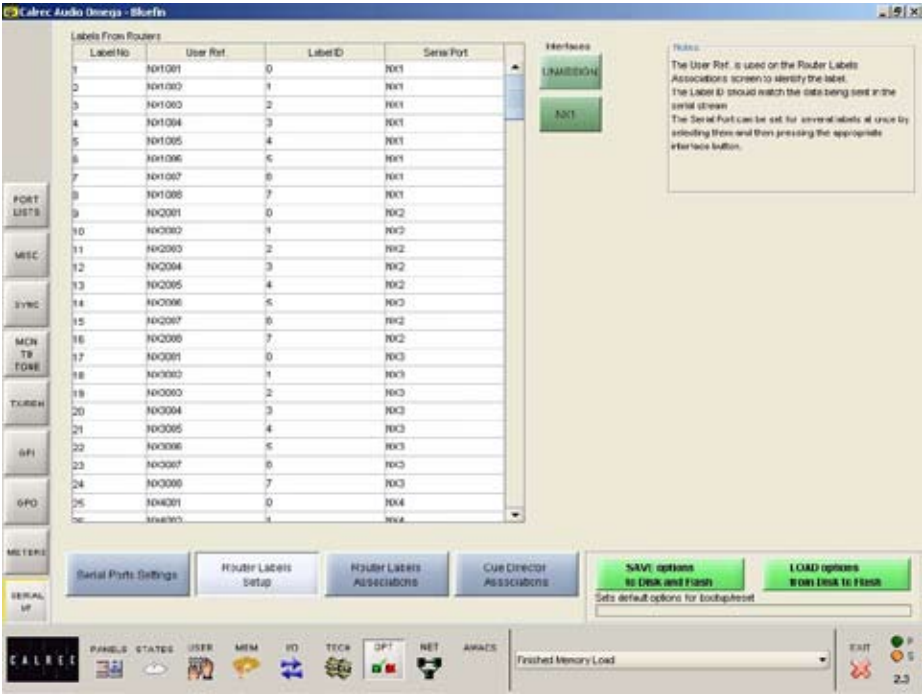 Calrec Audio Omega - Bluefin
Labels From Routers
Label No User Ref. Label ID Serial Port
1 NX1001 0 NX1
2 NX1002 1 NX1
3 NX1003 2 NX1
4 NX1004 3 NX1
5 NX1005 4 NX1
6 NX1006 5 NX1
7 NX1007 6 NX1
8 NX1008 7 NX1
9 NX2001 0 NX2
10 NX2002 1 NX2
11 NX2003 2 NX2
12 NX2004 3 NX2
13 NX2005 4 NX2
14 NX2006 5 NX2
15 NX2007 6 NX2
16 NX2008 7 NX2
17 NX3001 0 NX3
18 NX3002 1 NX3
19 NX3003 2 NX3
20 NX3004 3 NX3
21 NX3005 4 NX3
22 NX3006 5 NX3
23 NX3007 6 NX3
24 NX3008 7 NX3
25 NX4001 0 NX4
26 NX4002 1 NX4
Interfaces
UNASSIGN
NX1
Notes
The User Ref. is used on the Router Labels
Associations screen to identify the label.
The Label ID should match the data being sent in the
serial stream
The Serial Port can be set for several labels at once by
selecting them and then pressing the appropriate
interface button.
PORT
LISTS
MISC
SYNC
MCN
TB
TONE
TX/REH
GPI
GPO
METERS
SERIAL
I/F
Serial Ports Settings
Router Labels
Setup
Router Labels
Associations
Cue Director
Associations
SAVE options
to Disk and Flash
LOAD options
from Disk to Flash
Sets default options for bootup/reset
CALREC
PANELS STATES USER MEM I/O TECH OPT NET AWACS
Finished Memory Load
EXIT
P
S
2.3